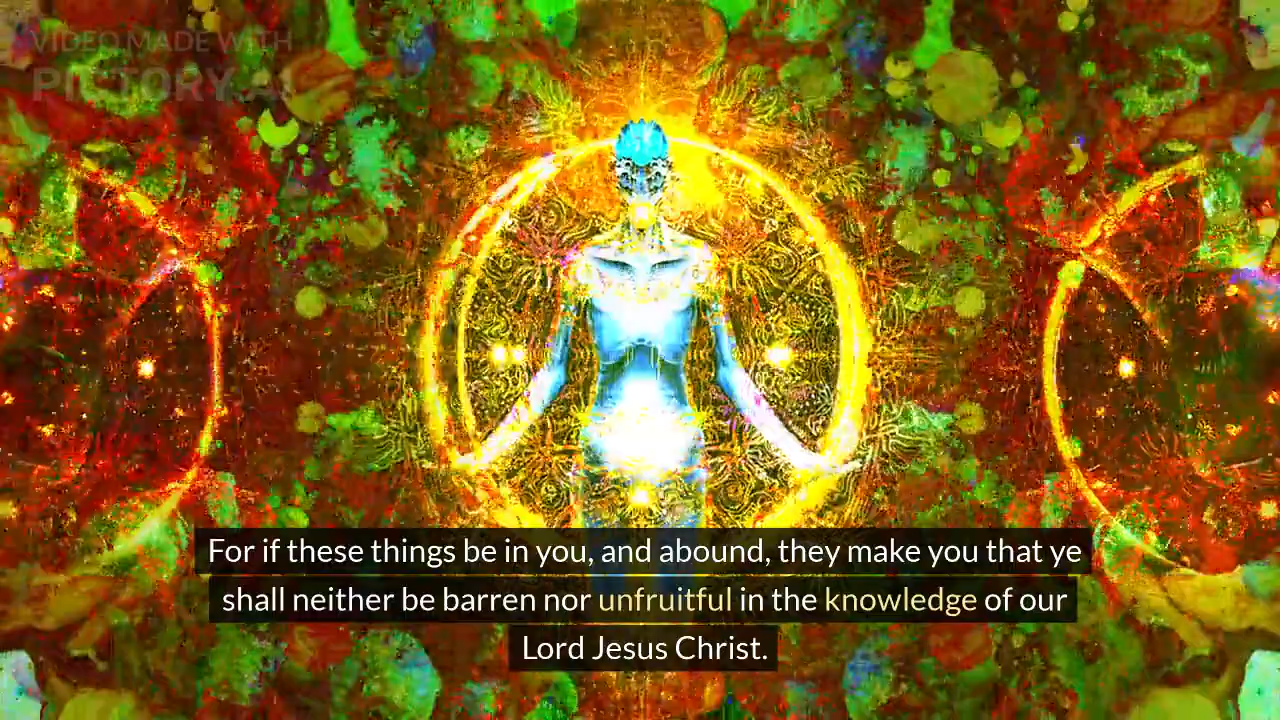 VIDEO MADE WITH
PICTORY.AI
For if these things be in you, and abound, they make you that ye
shall neither be barren nor unfruitful in the knowledge of our
Lord Jesus Christ.